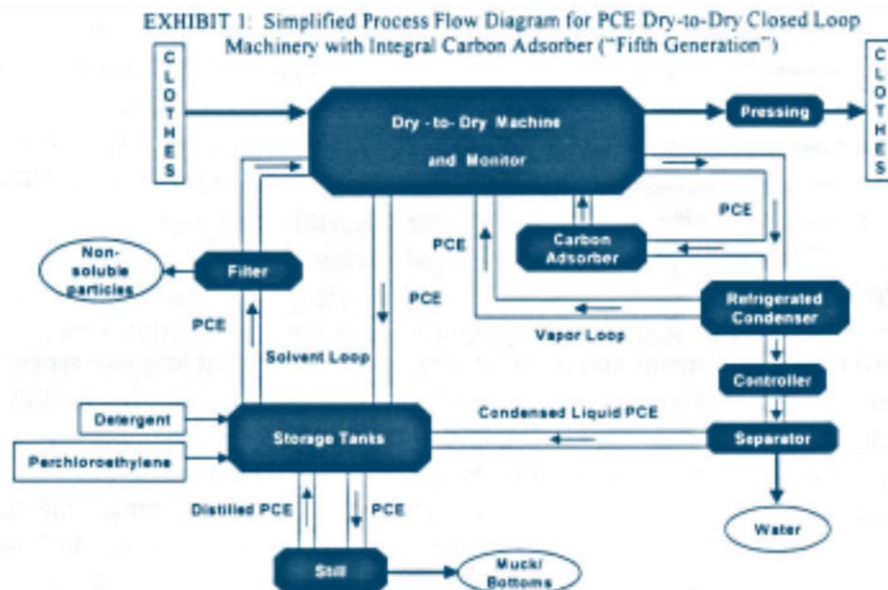 EXHIBIT 1: Simplified Process Flow Diagram for PCE Dry-to-Dry Closed Loop
Machinery with Integral Carbon Adsorber ("Fifth Generation")
CLOTHES
Dry -to- Dry Machine
and Monitor
Pressing
CLOTHES
PCE
PCE
Carbon
Adsorber
Non-
soluble
particles
Filter
PCE
Refrigerated
Condenser
PCE
Vapor Loop
Solvent Loop
Controller
Detergent
Condensed Liquid PCE
Storage Tanks
Separator
Perchloroethylene
Distilled PCE
PCE
Water
Still
Muck/
Bottoms